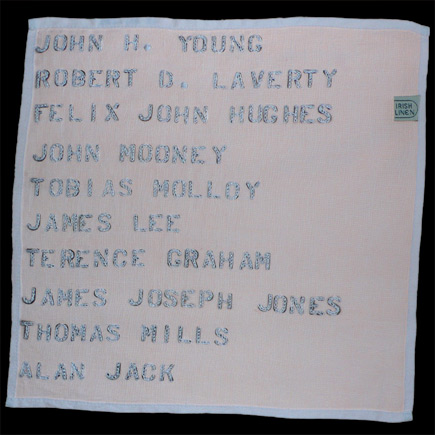 JOHN H. YOUNG
ROBERT D. LAVERTY
FELIX JOHN HUGHES
JOHN MOONEY
TOBIAS MOLLOY
JAMES LEE
TERENCE GRAHAM
JAMES JOSEPH JONES
THOMAS MILLS
ALAN JACK
IRISH
LINEN